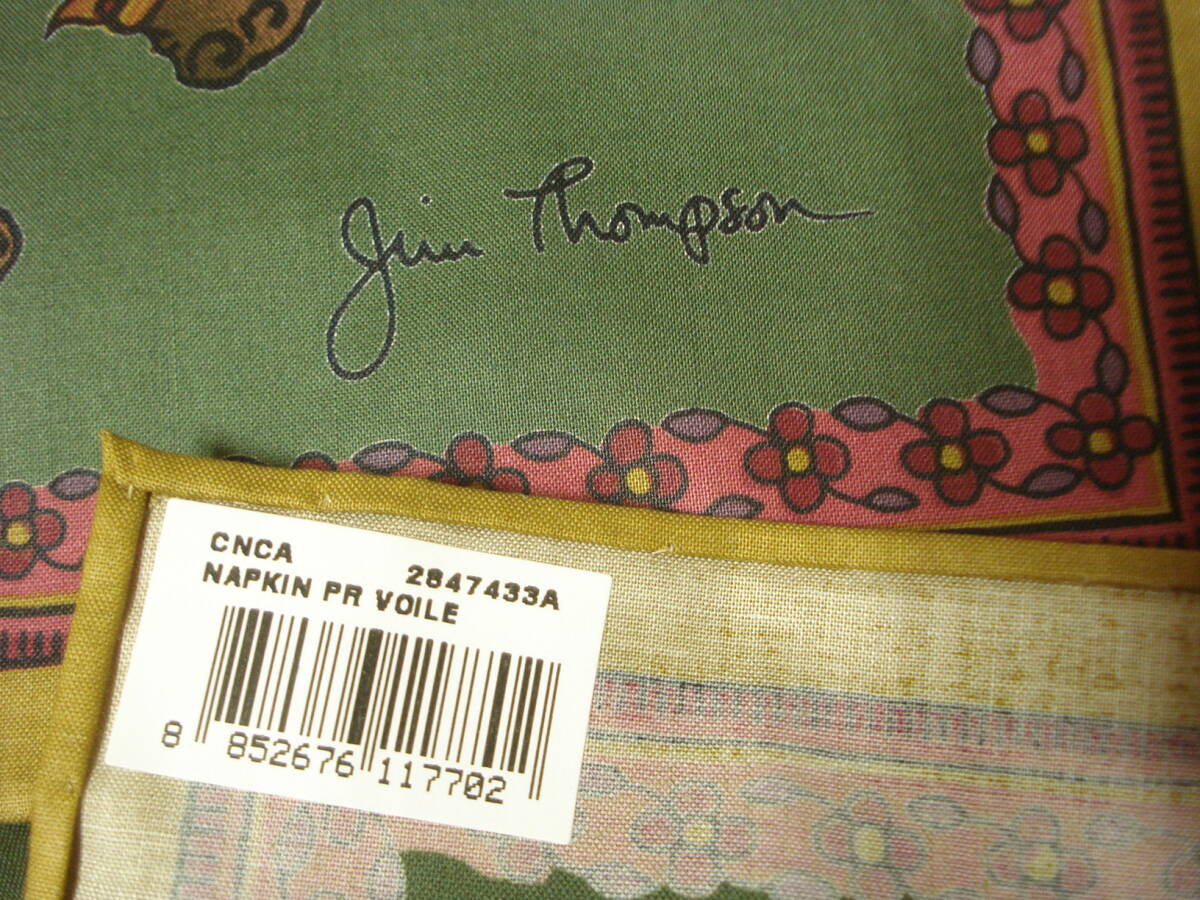 Jim Thompson
CNCA 2847433A
NAPKIN PR VOILE
8 852676 117702